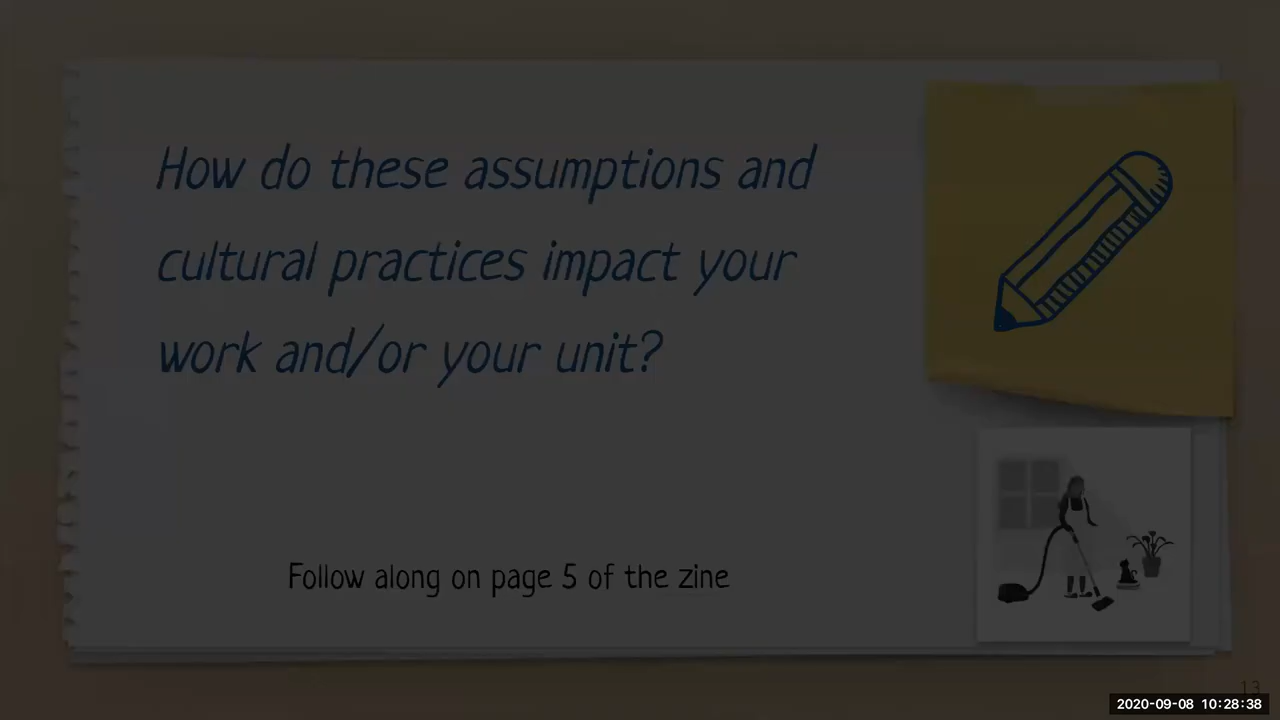 How do these assumptions and
cultural practices impact your
work and/or your unit?
Follow along on page 5 of the zine
13
2020-09-08 10:28:38